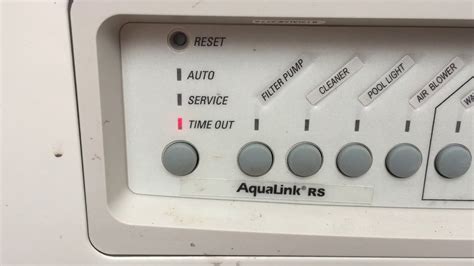 RESET
AUTO
SERVICE
TIME OUT
FILTER PUMP
CLEANER
POOL LIGHT
AIR BLOWER
AquaLink® RS